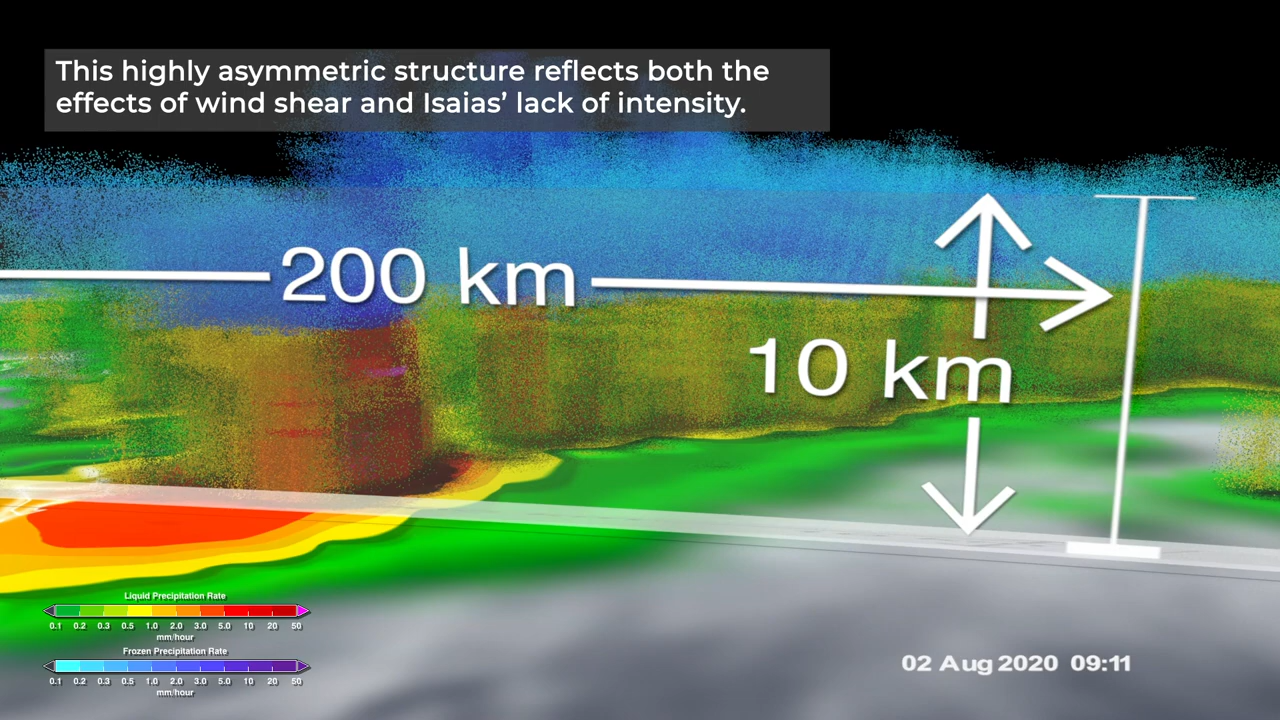 This highly asymmetric structure reflects both the
effects of wind shear and Isaias’ lack of intensity.
200 km
10 km
Liquid Precipitation Rate
0.1 0.2 0.3 0.5 1.0 2.0 3.0 5.0 10 20 50
mm/hour
Frozen Precipitation Rate
0.1 0.2 0.3 0.5 1.0 2.0 3.0 5.0 10 20 50
mm/hour
02 Aug 2020 09:11